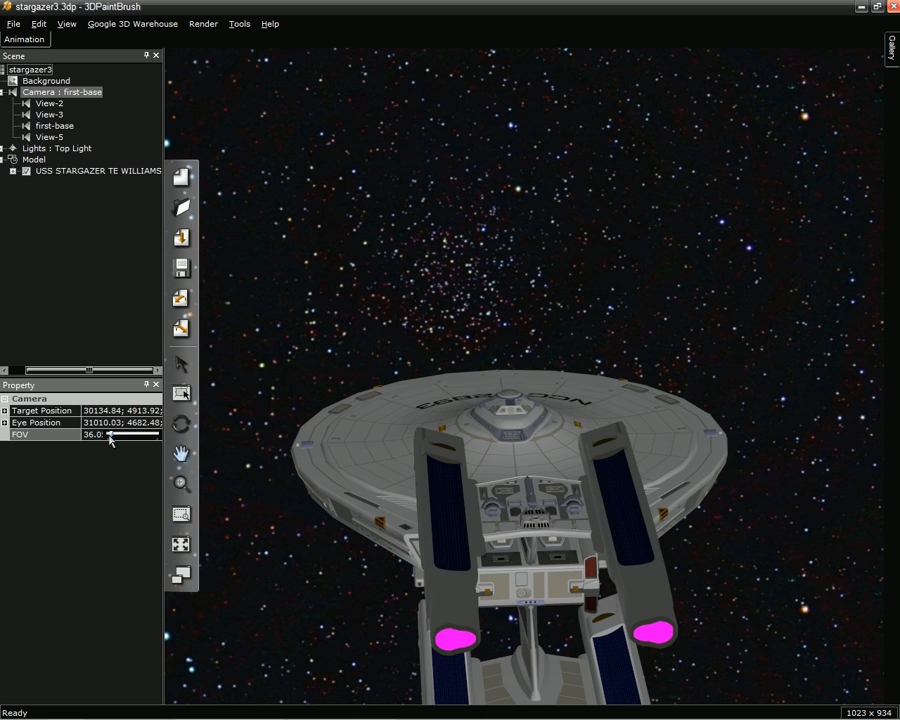 stargazer3.3dp - 3DPaintBrush
File Edit View Google 3D Warehouse Render Tools Help
Animation
Gallery
Scene
stargazer3
Background
Camera : first-base
View-2
View-3
first-base
View-5
Lights : Top Light
Model
USS STARGAZER TE WILLIAMS
Property
Camera
Target Position 30134.84; 4913.92;
Eye Position 31010.03; 4682.48;
FOV 36.0
Ready
1023 x 934